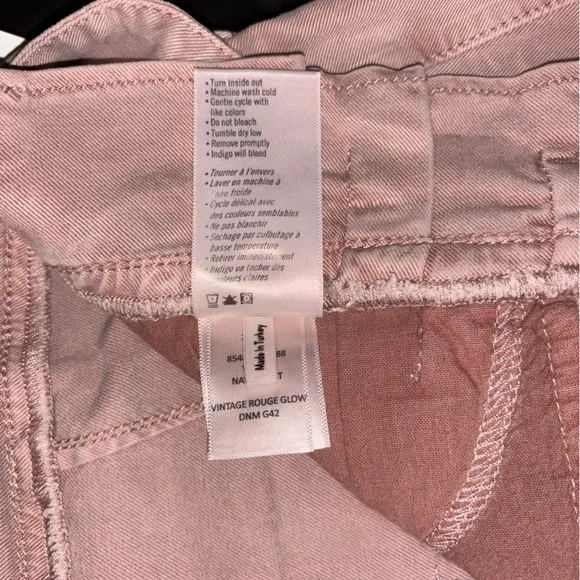 • Turn inside out
• Machine wash cold
• Gentle cycle with
like colors
• Do not bleach
• Tumble dry low
• Remove promptly
• Indigo will bleed
• Tourner à l'envers
• Laver en machine à
l'eau froide
• Cycle délicat avec
des couleurs semblables
• Ne pas blanchir
• Séchage par culbutage à
basse température
• Retirer immédiatement
• Indigo va tacher des
couleurs claires
Made In Turkey
854
88
NA
T
VINTAGE ROUGE GLOW
DNM G42